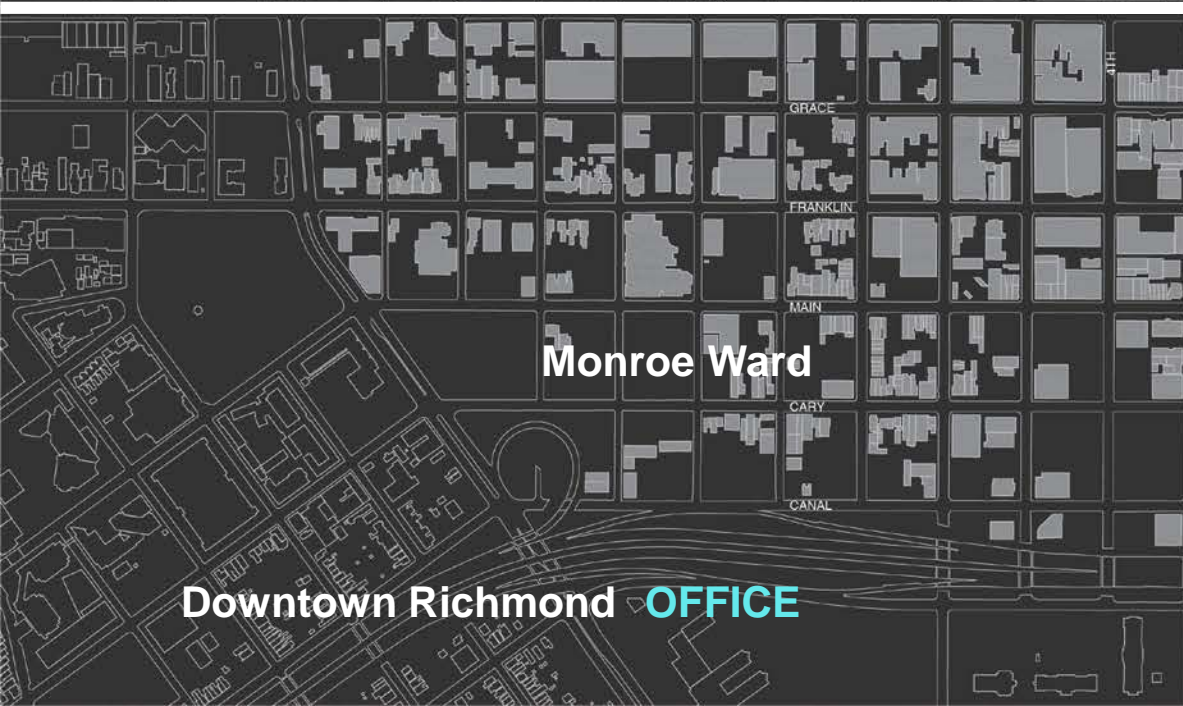 4TH
GRACE
FRANKLIN
MAIN
Monroe Ward
CARY
CANAL
Downtown Richmond OFFICE